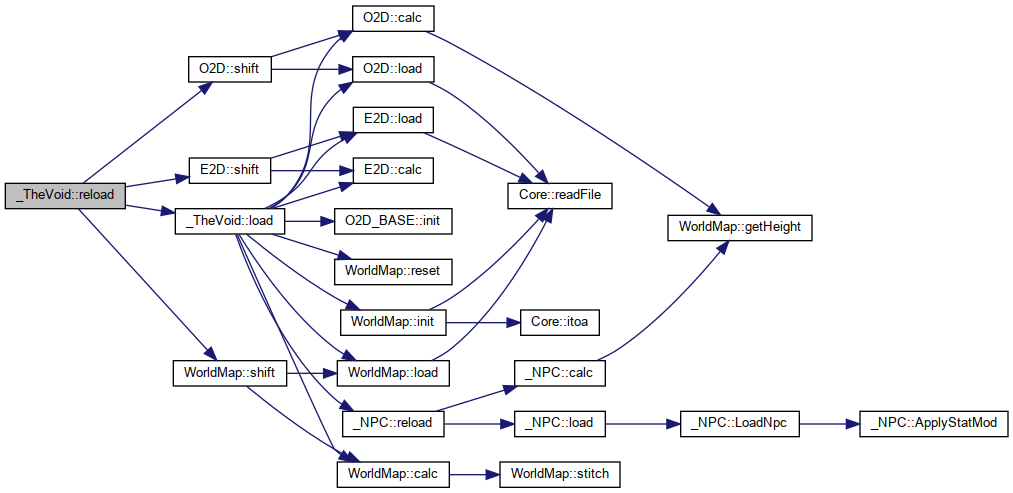 O2D::calc
O2D::shift
O2D::load
E2D::load
E2D::shift
E2D::calc
_TheVoid::reload
Core::readFile
_TheVoid::load
O2D_BASE::init
WorldMap::getHeight
WorldMap::reset
WorldMap::init
Core::itoa
WorldMap::shift
WorldMap::load
_NPC::calc
_NPC::reload
_NPC::load
_NPC::LoadNpc
_NPC::ApplyStatMod
WorldMap::calc
WorldMap::stitch